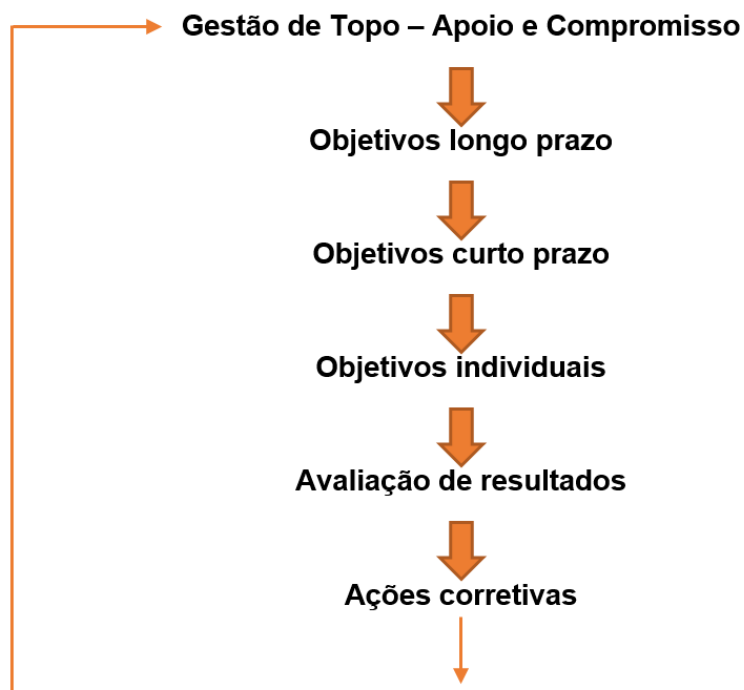 Gestão de Topo – Apoio e Compromisso
Objetivos longo prazo
Objetivos curto prazo
Objetivos individuais
Avaliação de resultados
Ações corretivas